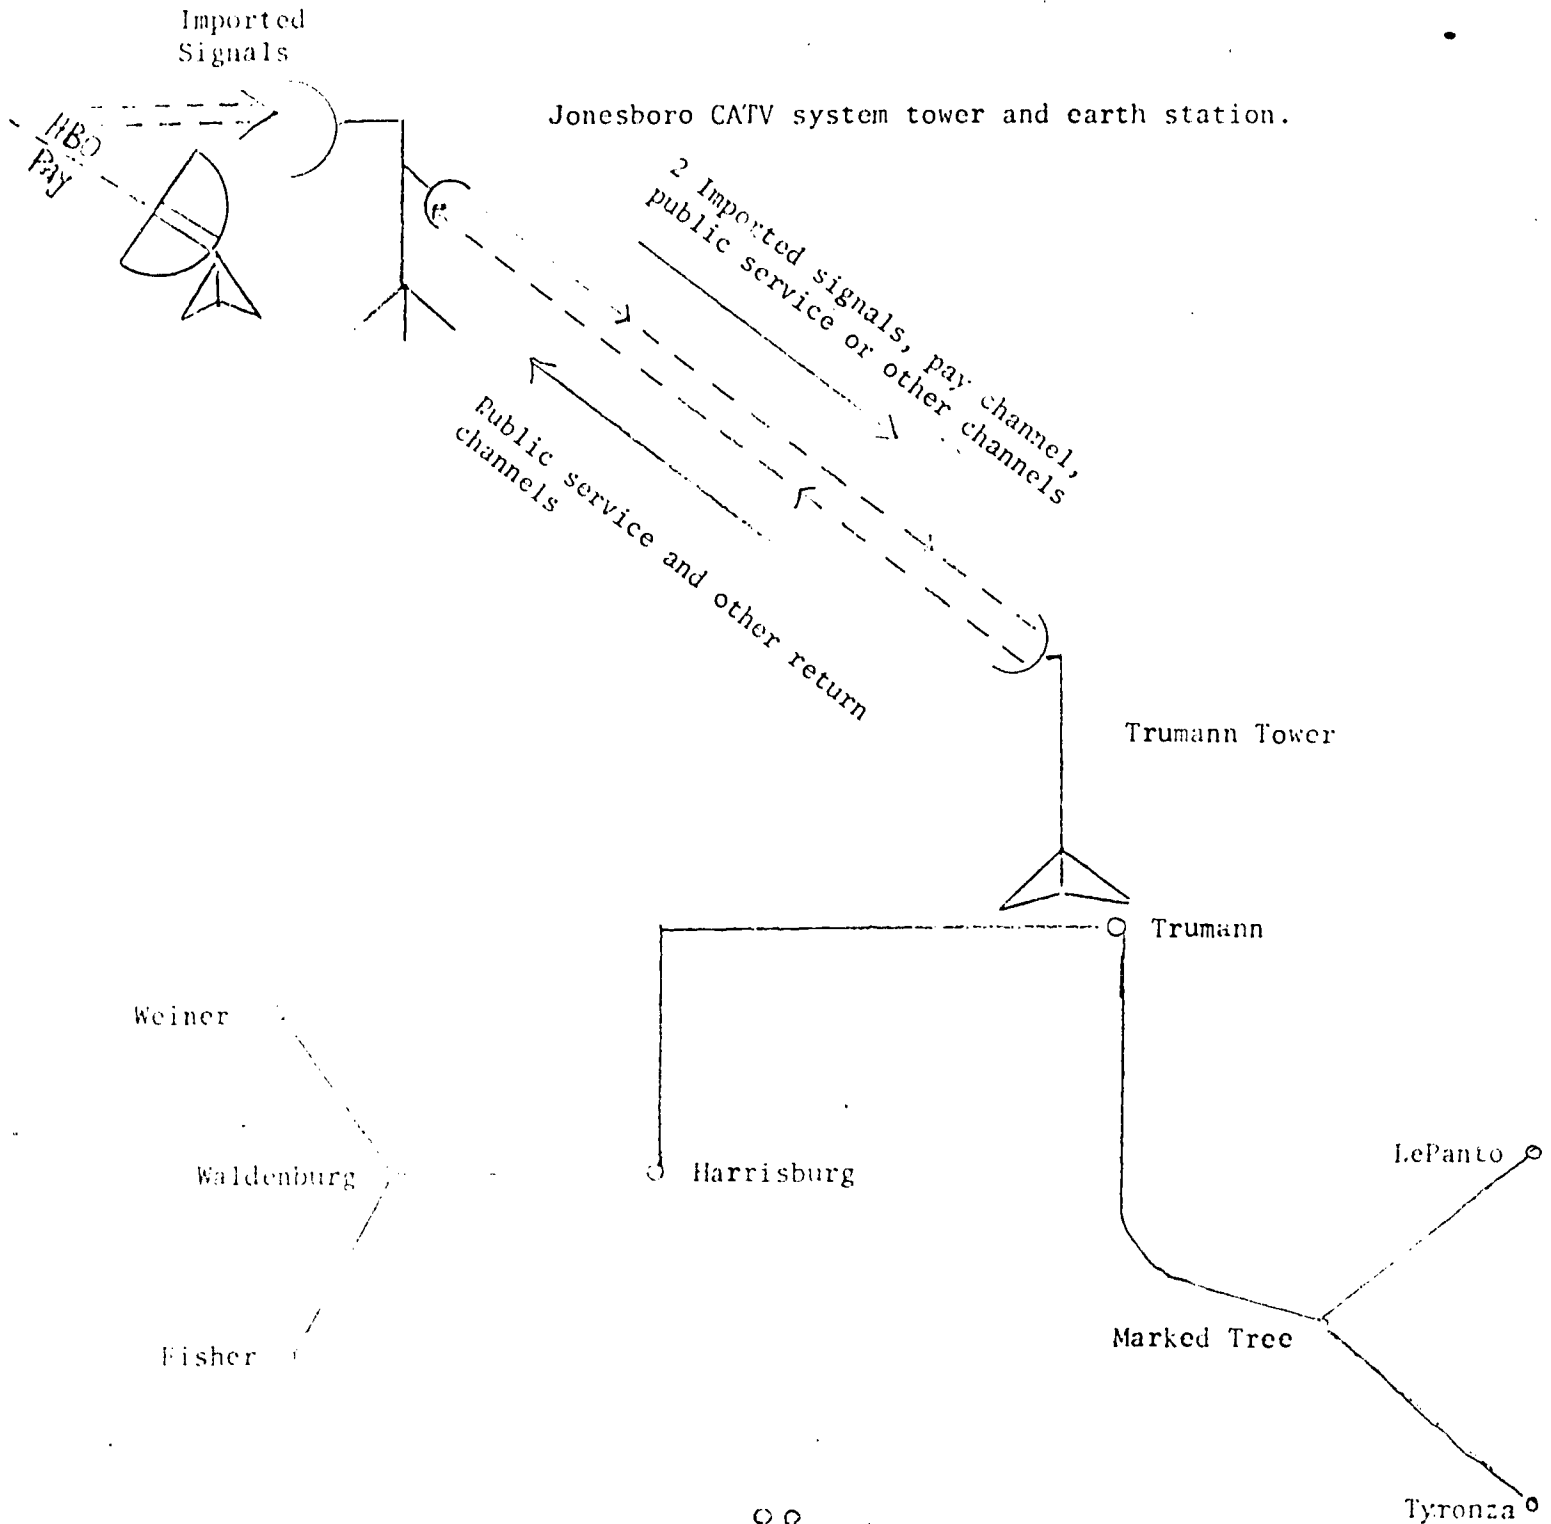 Imported
Signals
Jonesboro CATV system tower and earth station.
HBO
Pay
2 Imported signals, pay channel,
public service or other channels
Public service and other return
channels
Trumann Tower
Trumann
Weiner
LePanto
Waldenburg
Harrisburg
Marked Tree
Fisher
Tyronza